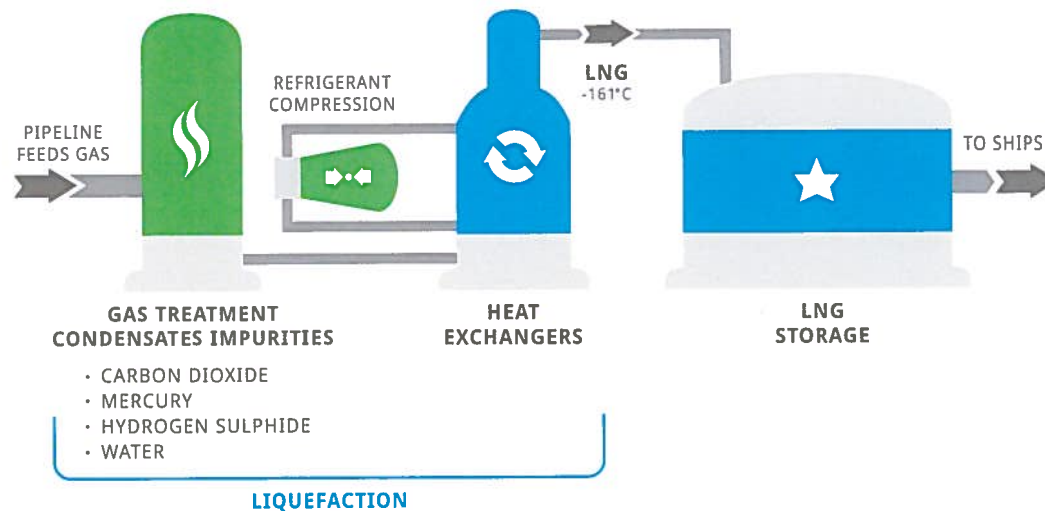 PIPELINE
FEEDS GAS
REFRIGERANT
COMPRESSION
LNG
-161°C
TO SHIPS
GAS TREATMENT
CONDENSATES IMPURITIES
· CARBON DIOXIDE
· MERCURY
· HYDROGEN SULPHIDE
· WATER
HEAT
EXCHANGERS
LNG
STORAGE
LIQUEFACTION